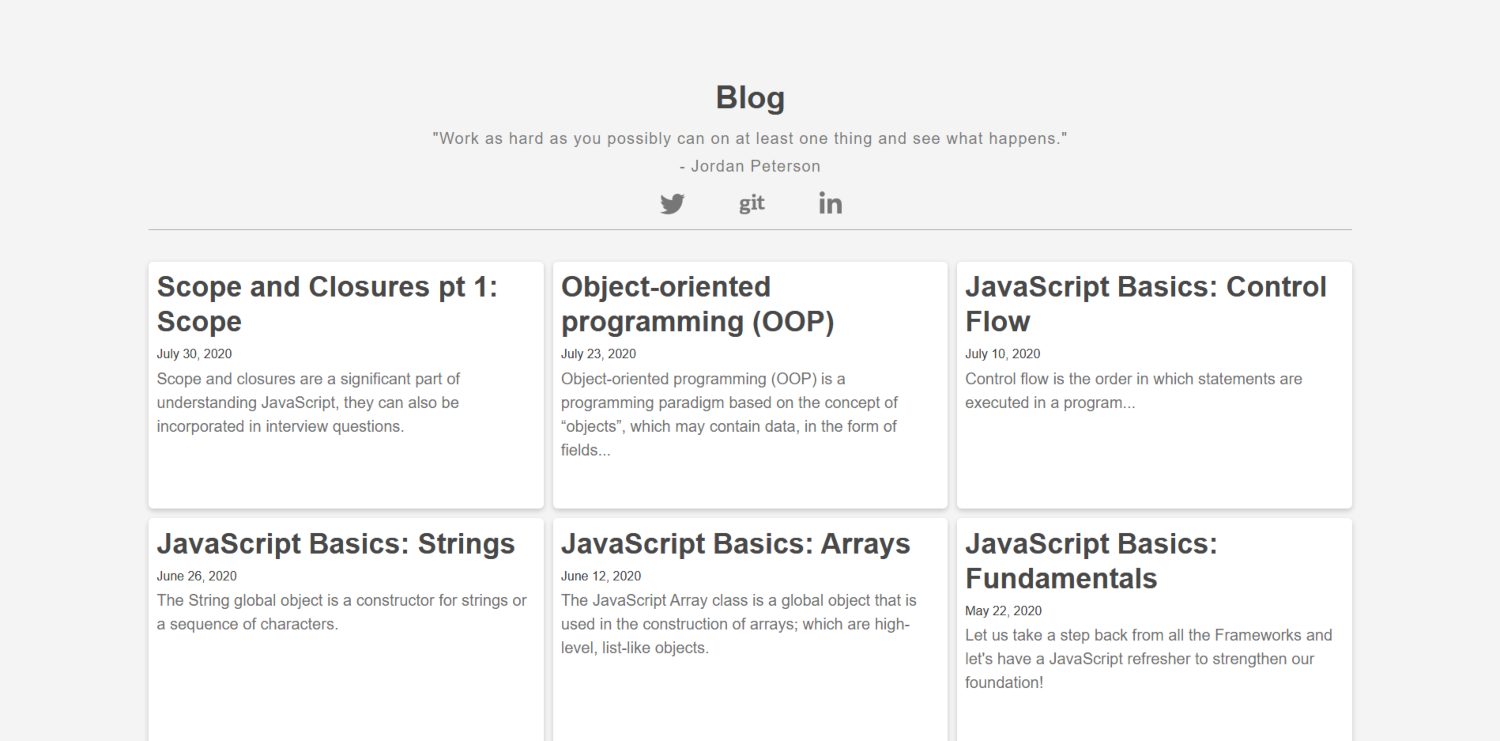 Blog
"Work as hard as you possibly can on at least one thing and see what happens."
- Jordan Peterson
git
in
Scope and Closures pt 1:
Scope
July 30, 2020
Scope and closures are a significant part of
understanding JavaScript, they can also be
incorporated in interview questions.
Object-oriented
programming (OOP)
July 23, 2020
Object-oriented programming (OOP) is a
programming paradigm based on the concept of
“objects”, which may contain data, in the form of
fields...
JavaScript Basics: Control
Flow
July 10, 2020
Control flow is the order in which statements are
executed in a program...
JavaScript Basics: Strings
June 26, 2020
The String global object is a constructor for strings or
a sequence of characters.
JavaScript Basics: Arrays
June 12, 2020
The JavaScript Array class is a global object that is
used in the construction of arrays; which are high-
level, list-like objects.
JavaScript Basics:
Fundamentals
May 22, 2020
Let us take a step back from all the Frameworks and
let's have a JavaScript refresher to strengthen our
foundation!